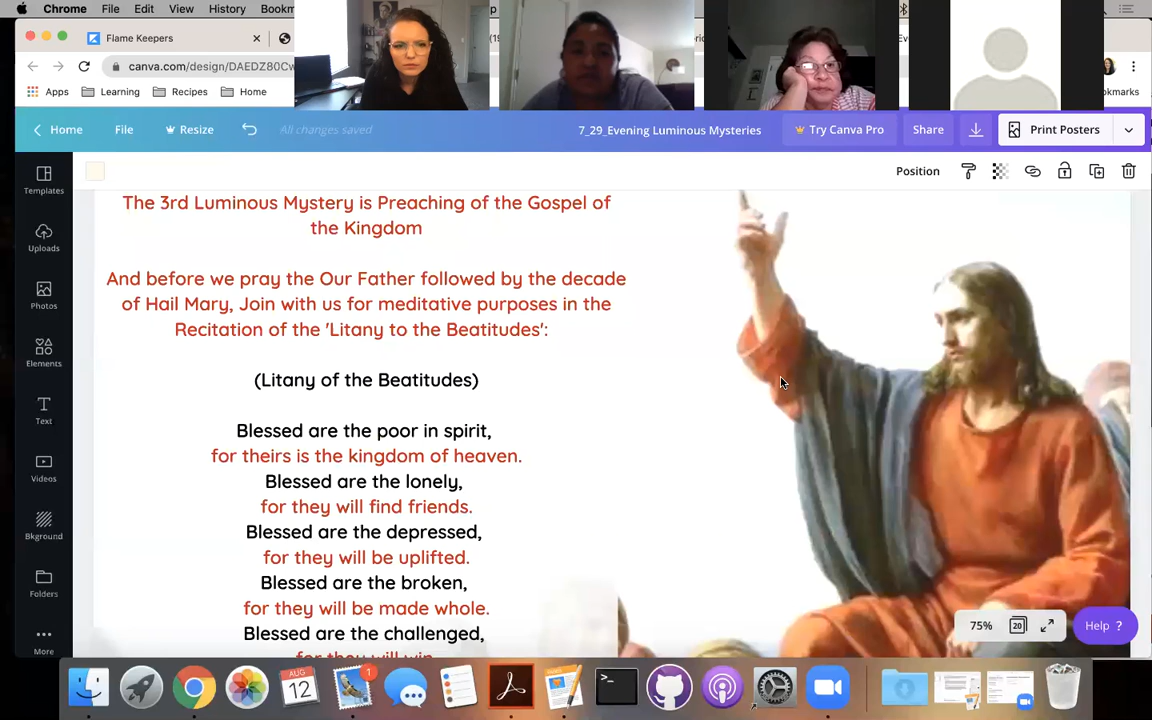 Chrome File Edit View History Bookm
Flame Keepers
canva.com/design/DAEDZ80Cw
Apps Learning Recipes Home
Home File Resize All changes saved 7_29_Evening Luminous Mysteries Try Canva Pro Share Print Posters
Position
Templates
Uploads
Photos
Elements
Text
Videos
Bkground
Folders
More
The 3rd Luminous Mystery is Preaching of the Gospel of
the Kingdom
And before we pray the Our Father followed by the decade
of Hail Mary, Join with us for meditative purposes in the
Recitation of the 'Litany to the Beatitudes':
(Litany of the Beatitudes)
Blessed are the poor in spirit,
for theirs is the kingdom of heaven.
Blessed are the lonely,
for they will find friends.
Blessed are the depressed,
for they will be uplifted.
Blessed are the broken,
for they will be made whole.
Blessed are the challenged,
for they will win
75% 20 Help ?
AUG
12
1
>_